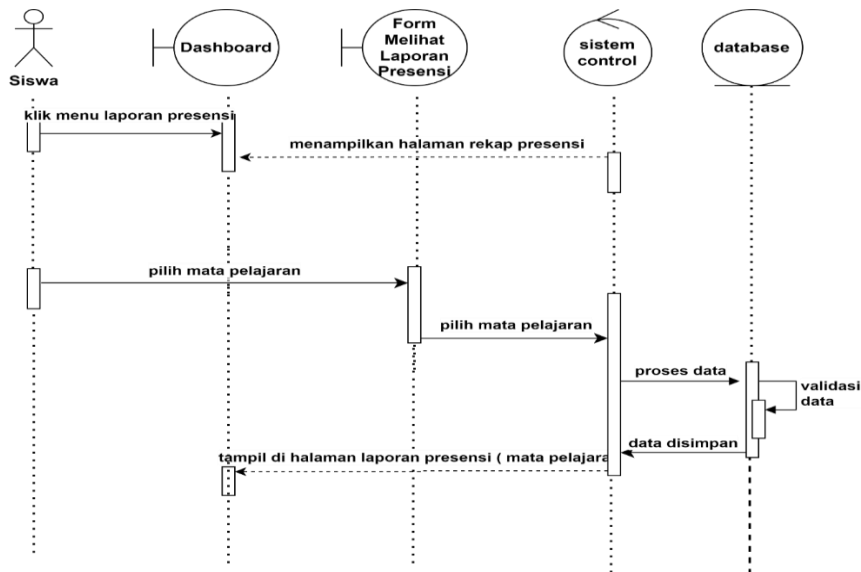 Siswa
Dashboard
Form
Melihat
Laporan
Presensi
sistem
control
database
klik menu laporan presensi
menampilkan halaman rekap presensi
pilih mata pelajaran
pilih mata pelajaran
proses data
validasi
data
data disimpan
tampil di halaman laporan presensi ( mata pelajara